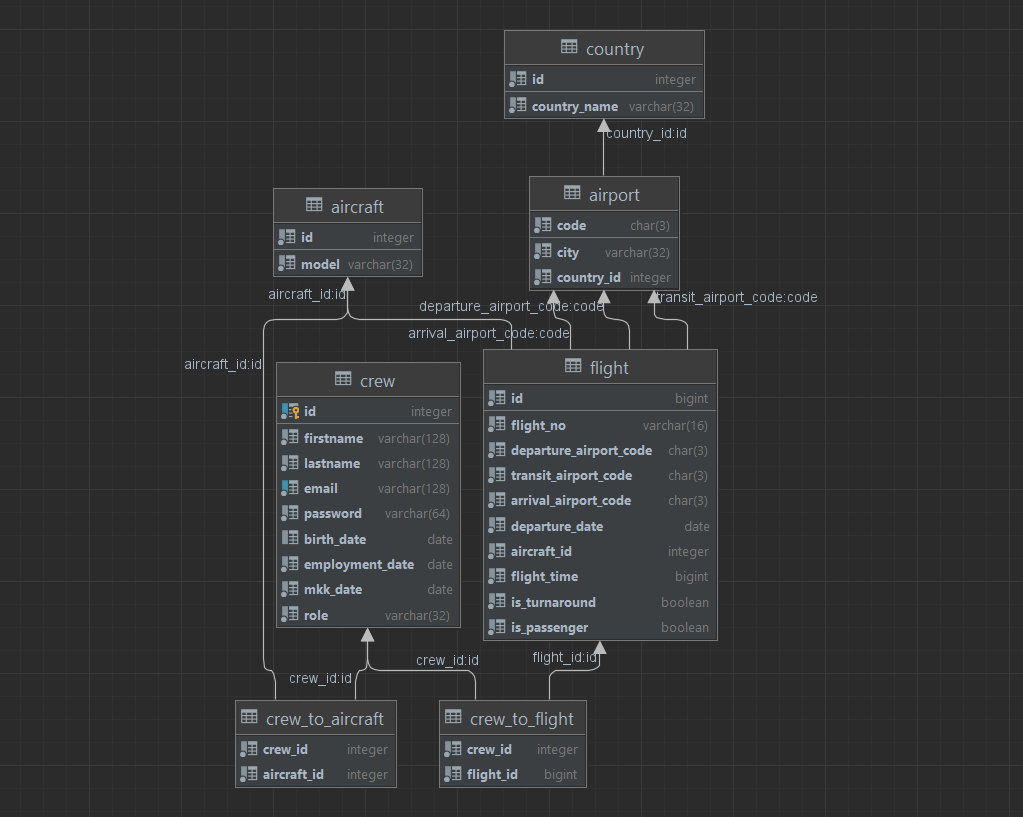 country
id integer
country_name varchar(32)
country_id:id
airport
code char(3)
city varchar(32)
country_id integer
aircraft
id integer
model varchar(32)
aircraft_id:id
departure_airport_code:code
transit_airport_code:code
arrival_airport_code:code
aircraft_id:id
crew
id integer
firstname varchar(128)
lastname varchar(128)
email varchar(128)
password varchar(64)
birth_date date
employment_date date
mkk_date date
role varchar(32)
flight
id bigint
flight_no varchar(16)
departure_airport_code char(3)
transit_airport_code char(3)
arrival_airport_code char(3)
departure_date date
aircraft_id integer
flight_time bigint
is_turnaround boolean
is_passenger boolean
crew_id:id
flight_id:id
crew_id:id
crew_to_aircraft
crew_id integer
aircraft_id integer
crew_to_flight
crew_id integer
flight_id bigint